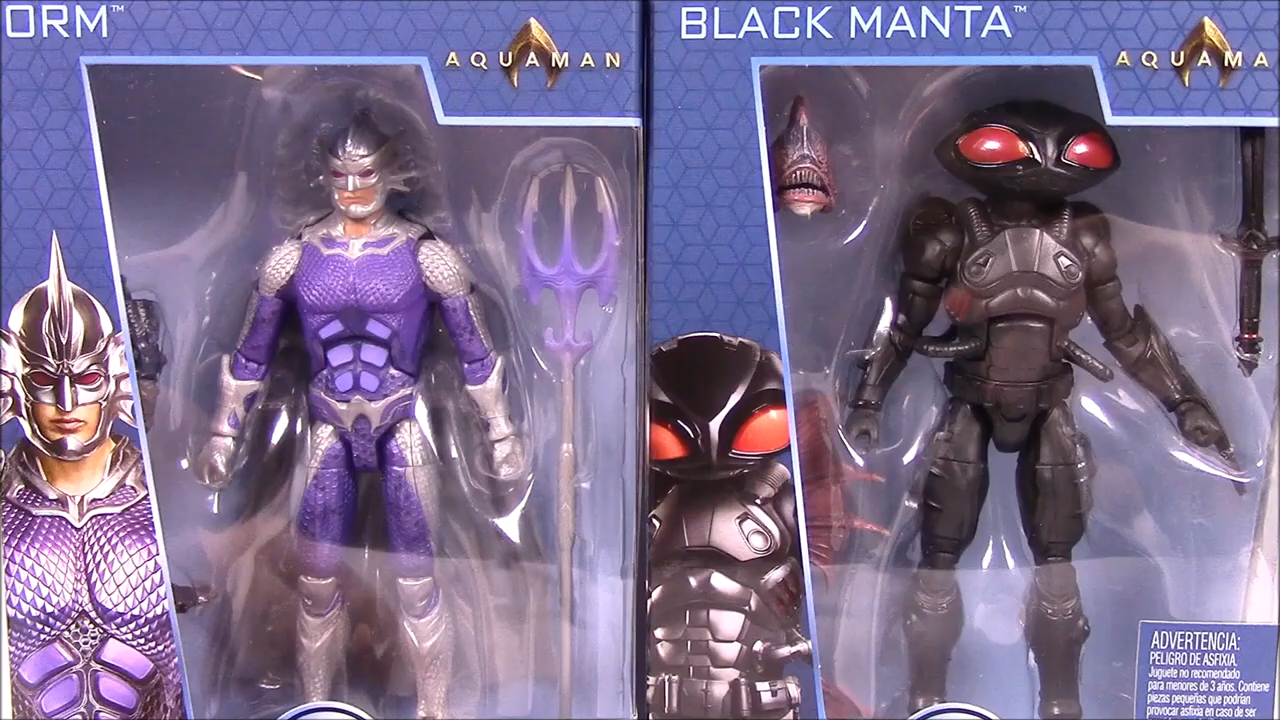 ORM™
AQUAMAN
BLACK MANTA™
AQUAMA
ADVERTENCIA:
PELIGRO DE ASFIXIA.
Juguete no recomendado
para menores de 3 años. Contiene
piezas pequeñas que podrían
provocar asfixia en caso de ser